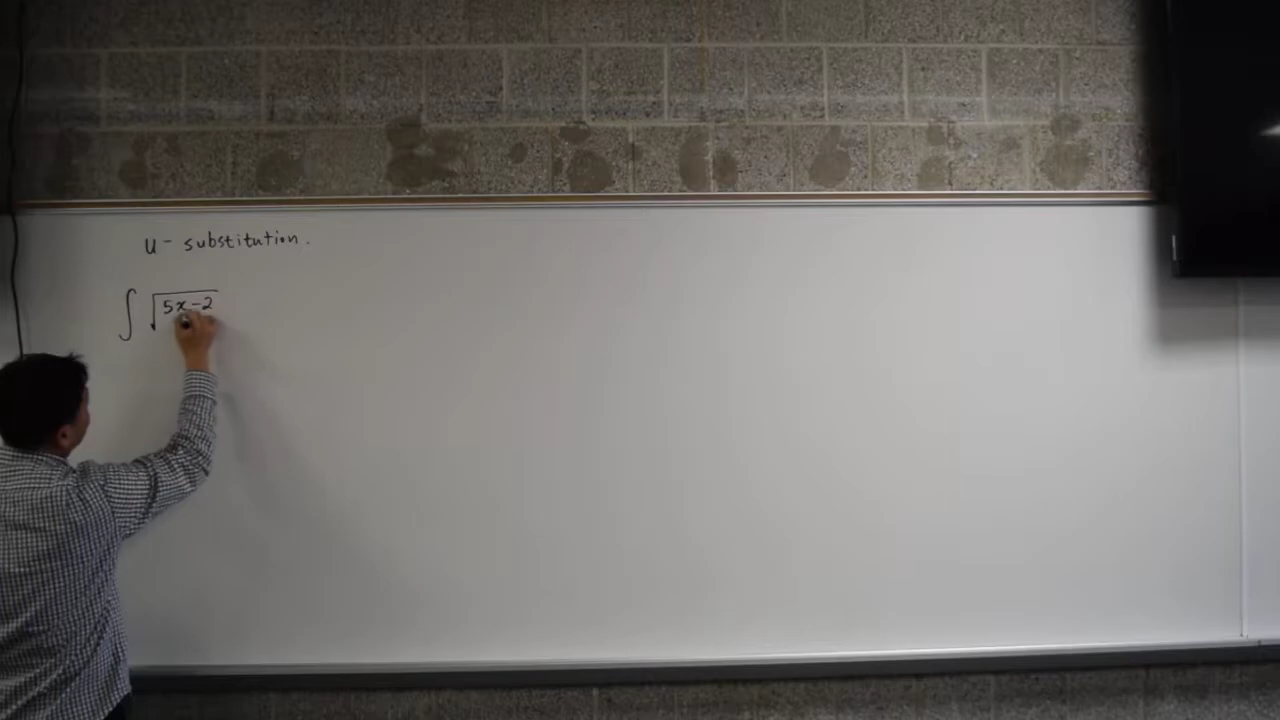 u- substitution.
∫ √5x-2